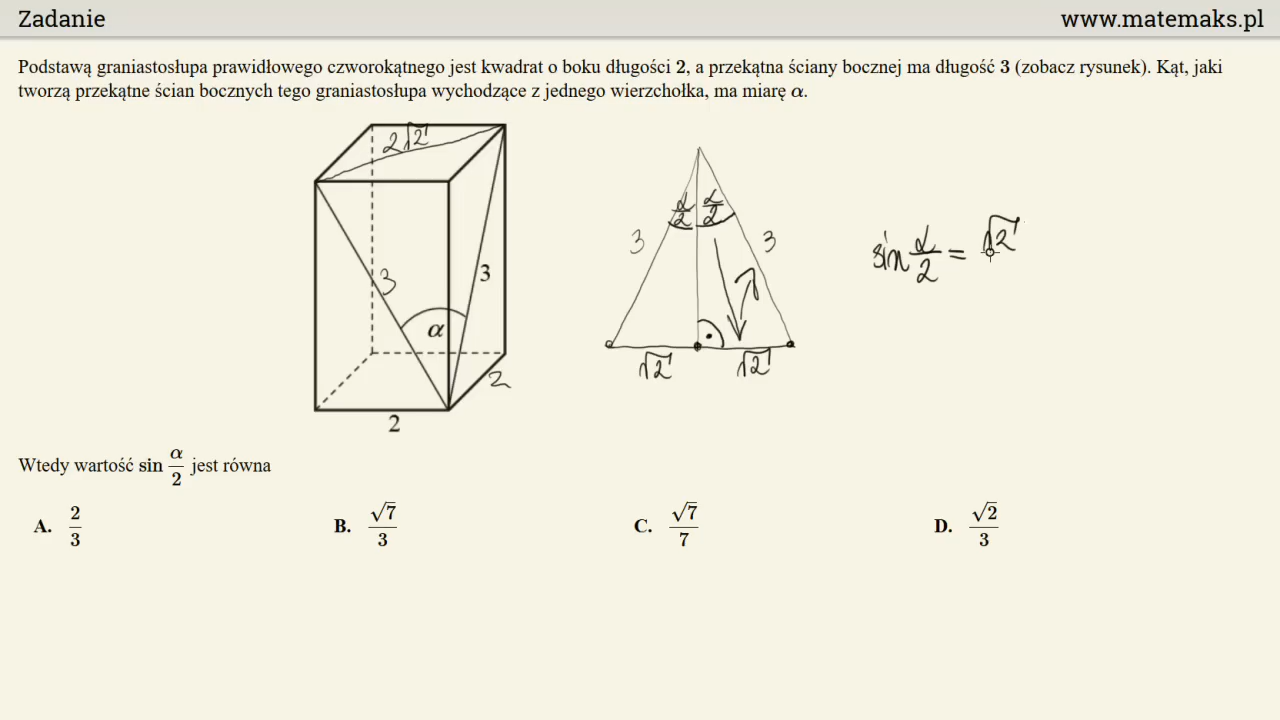 Zadanie
www.matemaks.pl
Podstawą graniastosłupa prawidłowego czworokątnego jest kwadrat o boku długości 2, a przekątna ściany bocznej ma długość 3 (zobacz rysunek). Kąt, jaki
tworzą przekątne ścian bocznych tego graniastosłupa wychodzące z jednego wierzchołka, ma miarę α.
2√2
3
3
α
2
2
α/2 α/2
3
3
√2
√2
sin α/2 = √2
Wtedy wartość sin α/2 jest równa
A. 2/3
B. √7/3
C. √7/7
D. √2/3